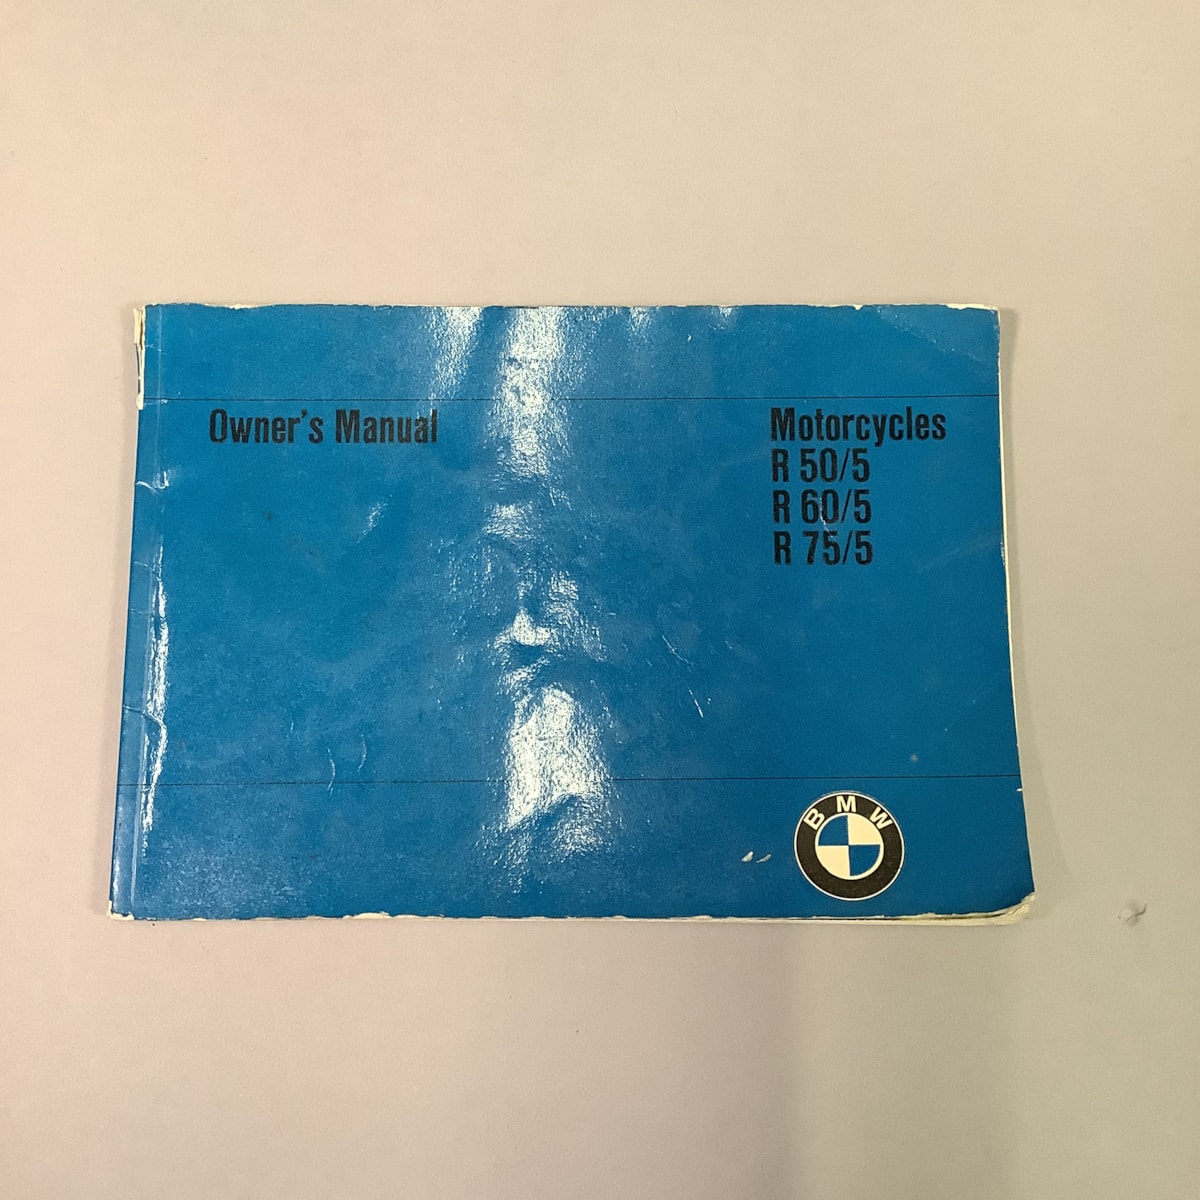 Owner's Manual
Motorcycles
R 50/5
R 60/5
R 75/5
BMW